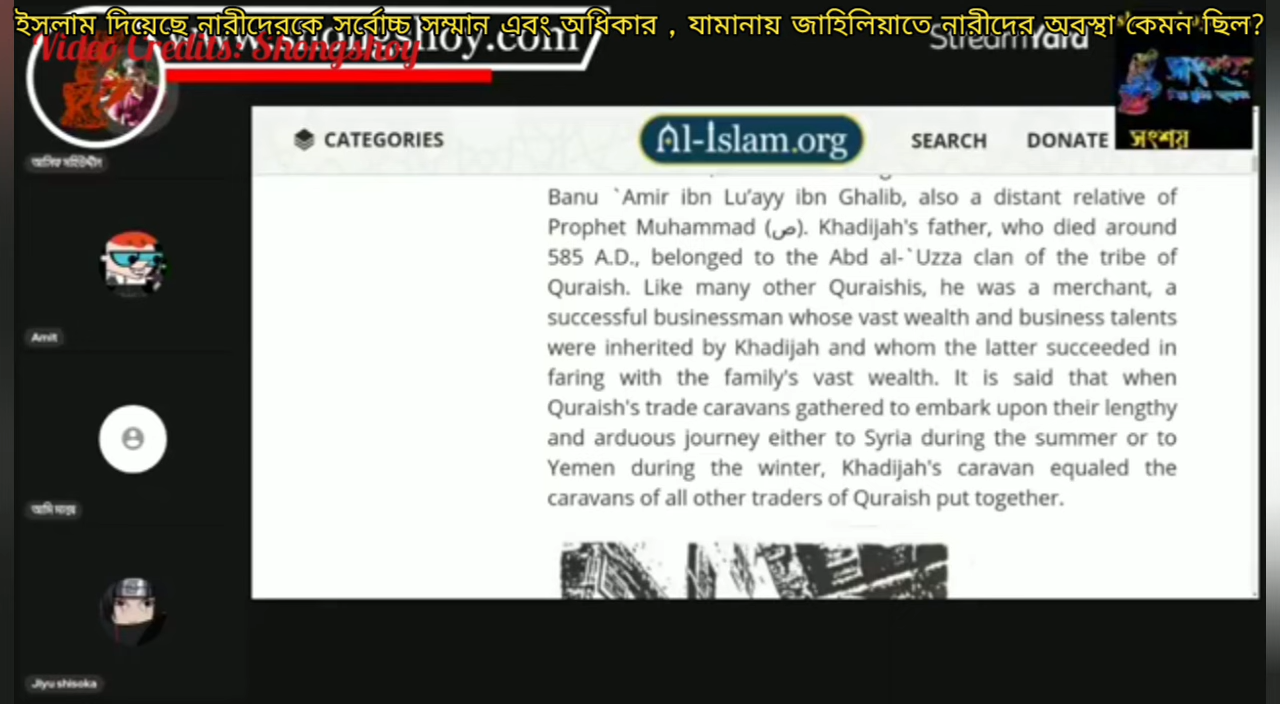 ইসলাম দিয়েছে নারীদেরকে সর্বোচ্চ সম্মান এবং অধিকার , যামানায় জাহিলিয়াতে নারীদের অবস্থা কেমন ছিল?
Video Credits: Shongshoy
StreamYard
সংশয়
CATEGORIES
Al-Islam.org
SEARCH
DONATE
Banu `Amir ibn Lu'ayy ibn Ghalib, also a distant relative of
Prophet Muhammad (ص). Khadijah's father, who died around
585 A.D., belonged to the Abd al-`Uzza clan of the tribe of
Quraish. Like many other Quraishis, he was a merchant, a
successful businessman whose vast wealth and business talents
were inherited by Khadijah and whom the latter succeeded in
faring with the family's vast wealth. It is said that when
Quraish's trade caravans gathered to embark upon their lengthy
and arduous journey either to Syria during the summer or to
Yemen during the winter, Khadijah's caravan equaled the
caravans of all other traders of Quraish put together.
Amit
আমি মানুষ
Jiyu shisoka